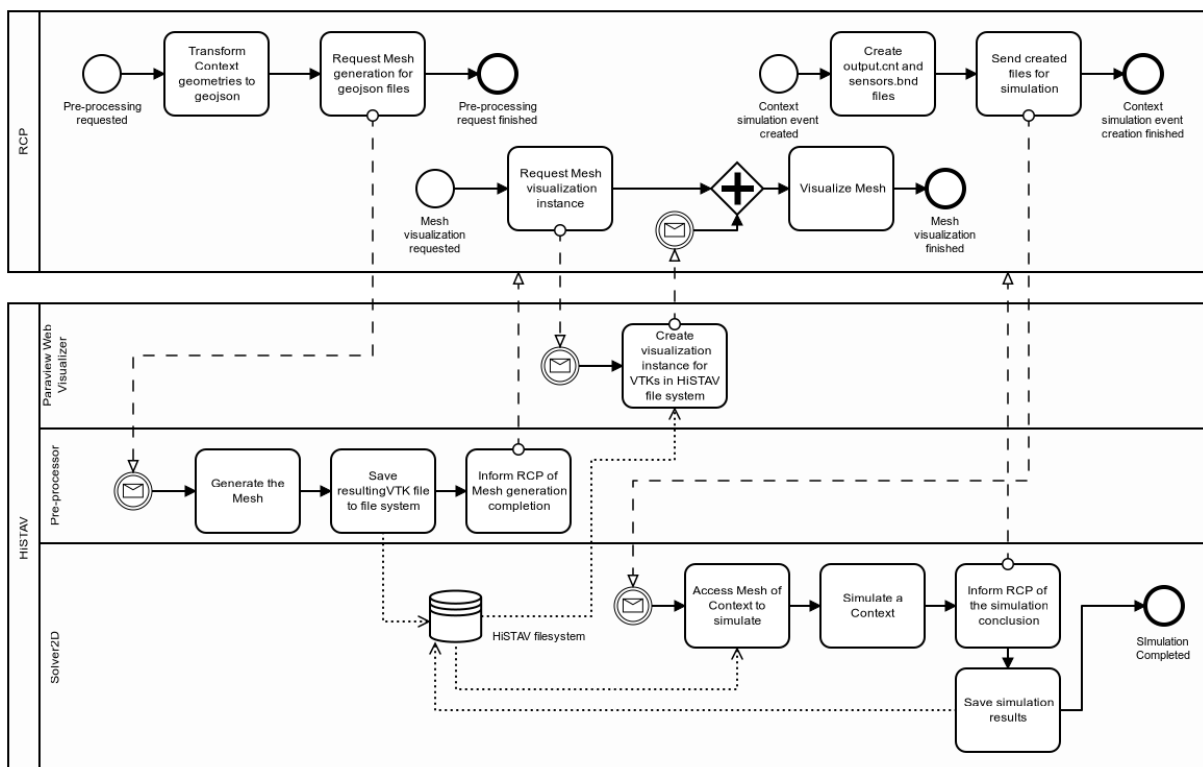 RCP
Transform
Context
geometries to
geojson
Request Mesh
generation for
geojson files
Pre-processing
requested
Pre-processing
request finished
Create
output.cnt and
sensors.bnd
files
Send created
files for
simulation
Context
simulation event
created
Context
simulation event
creation finished
Request Mesh
visualization
instance
Visualize Mesh
Mesh
visualization
requested
Mesh
visualization
finished
HiSTAV
Paraview Web
Visualizer
Create
visualization
instance for
VTKs in HiSTAV
file system
Pre-processor
Generate the
Mesh
Save
resultingVTK file
to file system
Inform RCP of
Mesh generation
completion
Solver2D
HiSTAV filesystem
Access Mesh of
Context to
simulate
Simulate a
Context
Inform RCP of
the simulation
conclusion
SImulation
Completed
Save simulation
results